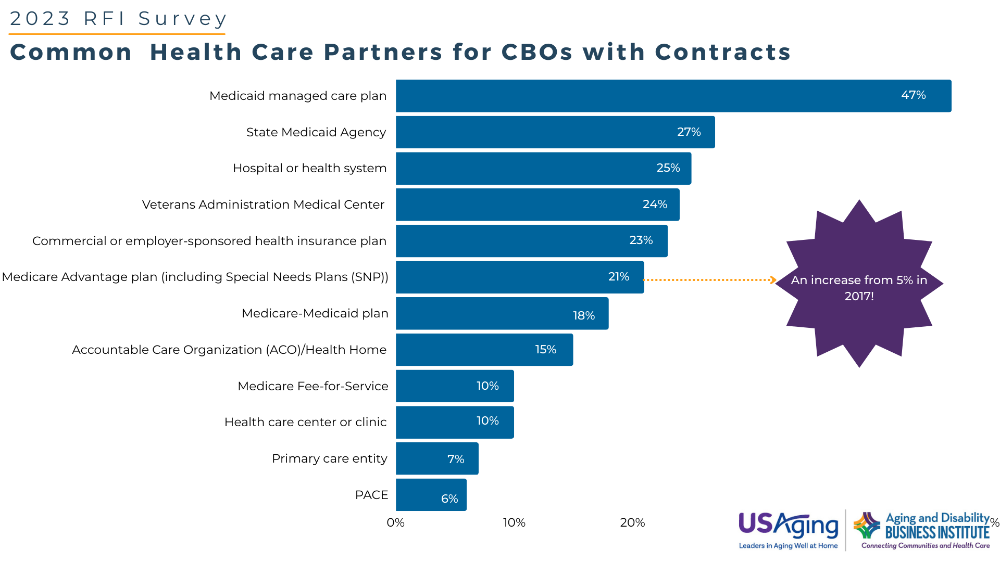 2023 RFI Survey
Common Health Care Partners for CBOs with Contracts
Medicaid managed care plan
47%
State Medicaid Agency
27%
Hospital or health system
25%
Veterans Administration Medical Center
24%
Commercial or employer-sponsored health insurance plan
23%
Medicare Advantage plan (including Special Needs Plans (SNP))
21%
An increase from 5% in
2017!
Medicare-Medicaid plan
18%
Accountable Care Organization (ACO)/Health Home
15%
Medicare Fee-for-Service
10%
Health care center or clinic
10%
Primary care entity
7%
PACE
6%
0%
10%
20%
%
USAging
Leaders in Aging Well at Home
Aging and Disability
BUSINESS INSTITUTE
Connecting Communities and Health Care